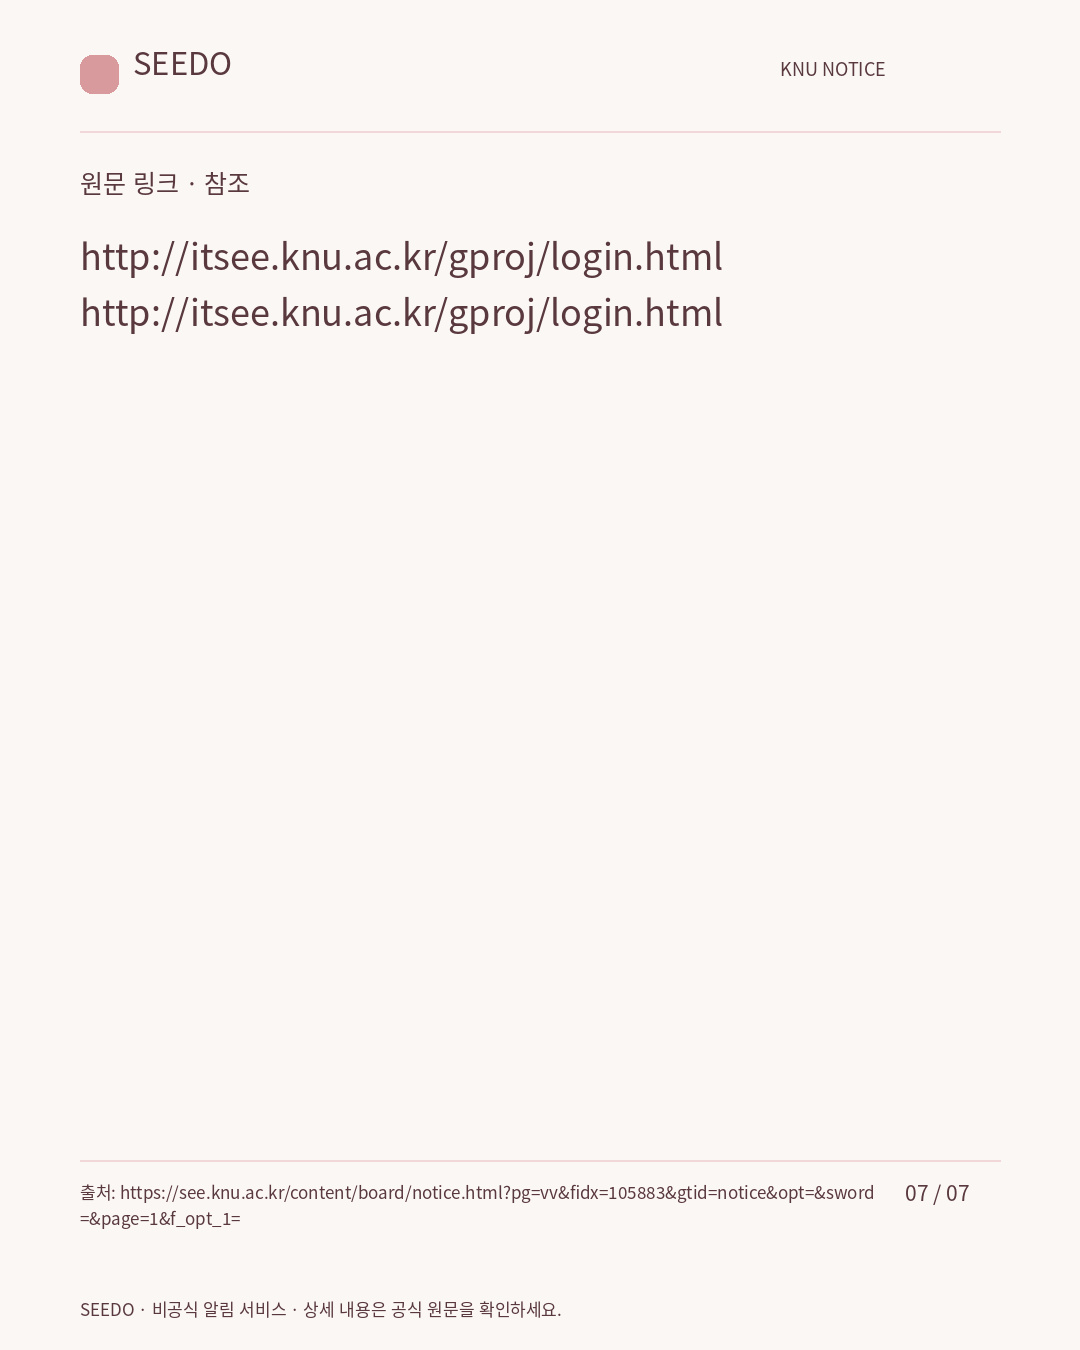 SEEDO
KNU NOTICE
원문 링크 · 참조
http://itsee.knu.ac.kr/gproj/login.html
http://itsee.knu.ac.kr/gproj/login.html
출처: https://see.knu.ac.kr/content/board/notice.html?pg=vv&fidx=105883&gtid=notice&opt=&sword
=&page=1&f_opt_1=
07 / 07
SEEDO · 비공식 알림 서비스 · 상세 내용은 공식 원문을 확인하세요.